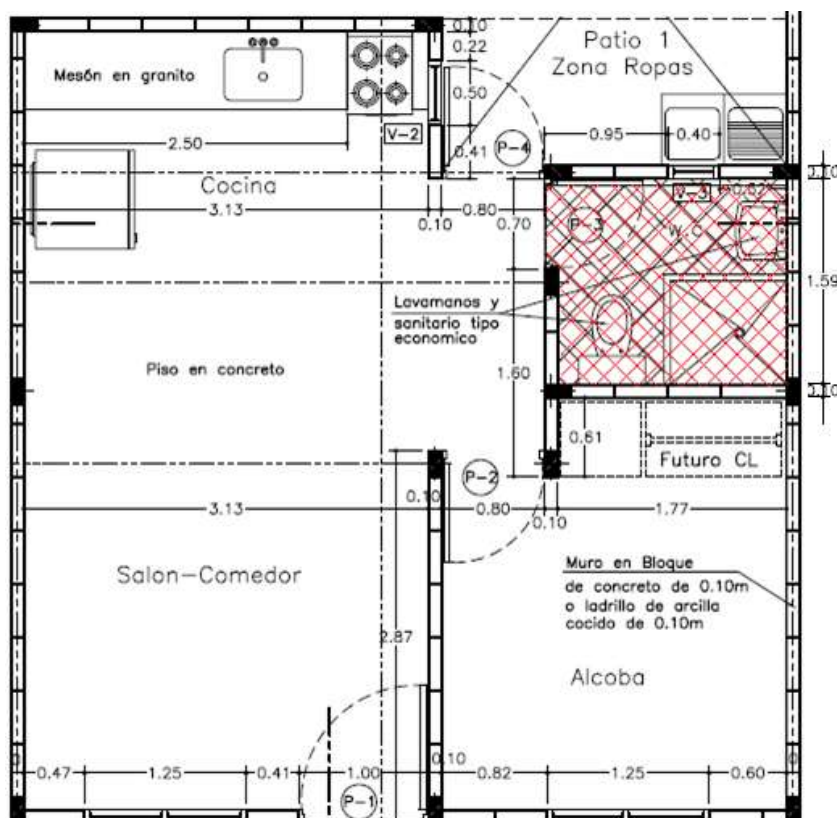 0.10
0.22
Patio 1
Zona Ropas
Mesón en granito
0.50
V-2
2.50
0.41
P-4
0.95
0.40
0.10
Cocina
3.13
0.10
0.80
0.70
P-3
W.C
1.59
Lavamanos y
sanitario tipo
economico
Piso en concreto
1.60
0.10
0.61
Futuro CL
P-2
0.10
3.13
0.80
0.10
1.77
Salon-Comedor
Muro en Bloque
de concreto de 0.10m
o ladrillo de arcilla
cocido de 0.10m
2.87
Alcoba
0.10
0.47
1.25
0.41
1.00
0.82
1.25
0.60
P-1